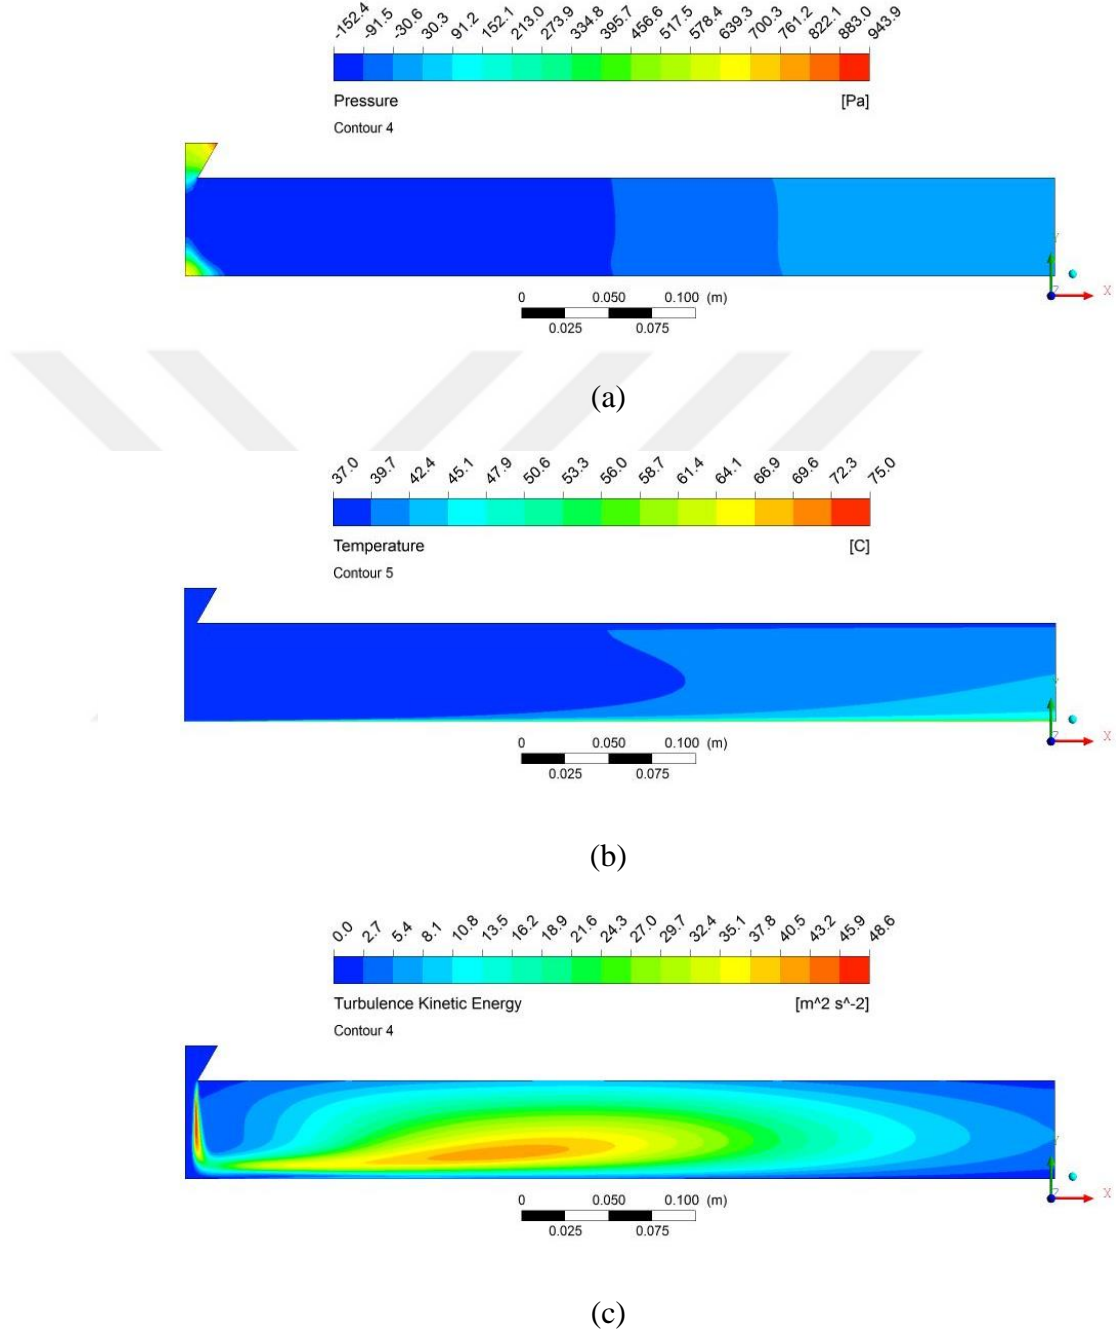 -152.4 -91.5 -30.6 30.3 91.2 152.1 213.0 273.9 334.8 395.7 456.6 517.5 578.4 639.3 700.3 761.2 822.1 883.0 943.9
Pressure [Pa]
Contour 4
Y
Z X
0 0.050 0.100 (m)
0.025 0.075
(a)
37.0 39.7 42.4 45.1 47.9 50.6 53.3 56.0 58.7 61.4 64.1 66.9 69.6 72.3 75.0
Temperature [C]
Contour 5
Y
Z X
0 0.050 0.100 (m)
0.025 0.075
(b)
0.0 2.7 5.4 8.1 10.8 13.5 16.2 18.9 21.6 24.3 27.0 29.7 32.4 35.1 37.8 40.5 43.2 45.9 48.6
Turbulence Kinetic Energy [m^2 s^-2]
Contour 4
Y
Z X
0 0.050 0.100 (m)
0.025 0.075
(c)